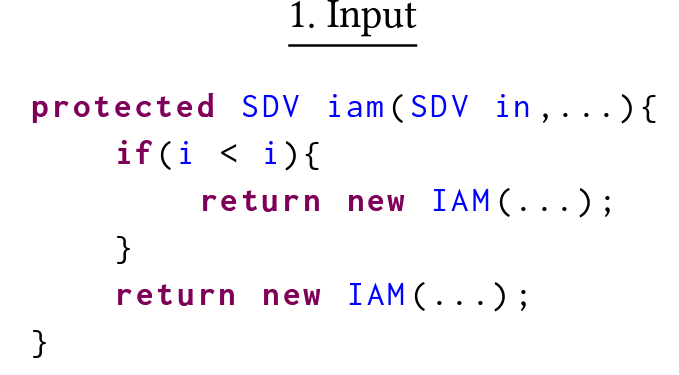 1. Input
protected SDV iam(SDV in,...){
if(i < i){
return new IAM(...);
}
return new IAM(...);
}